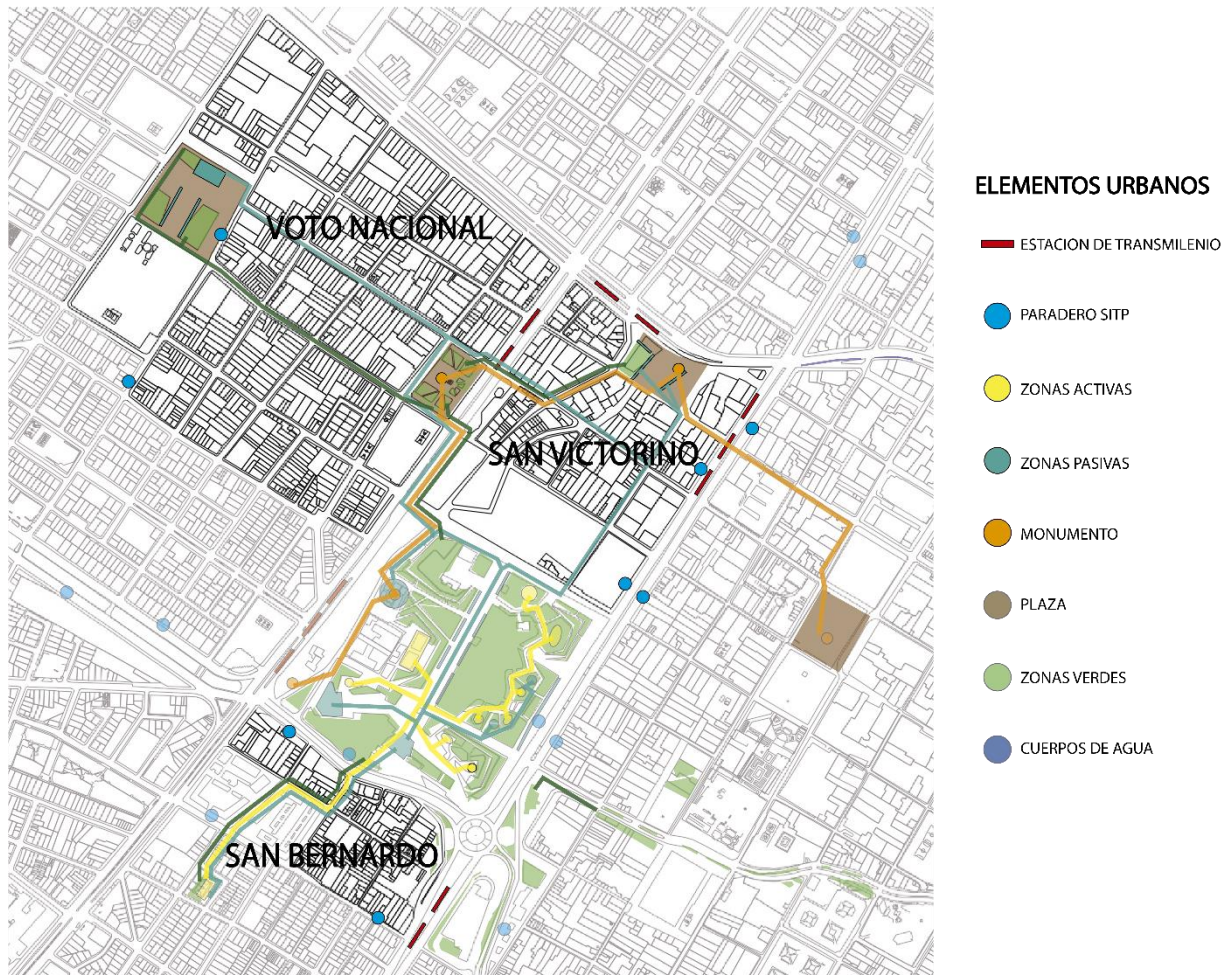 VOTO NACIONAL
SAN VICTORINO
SAN BERNARDO
ELEMENTOS URBANOS
ESTACION DE TRANSMILENIO
PARADERO SITP
ZONAS ACTIVAS
ZONAS PASIVAS
MONUMENTO
PLAZA
ZONAS VERDES
CUERPOS DE AGUA